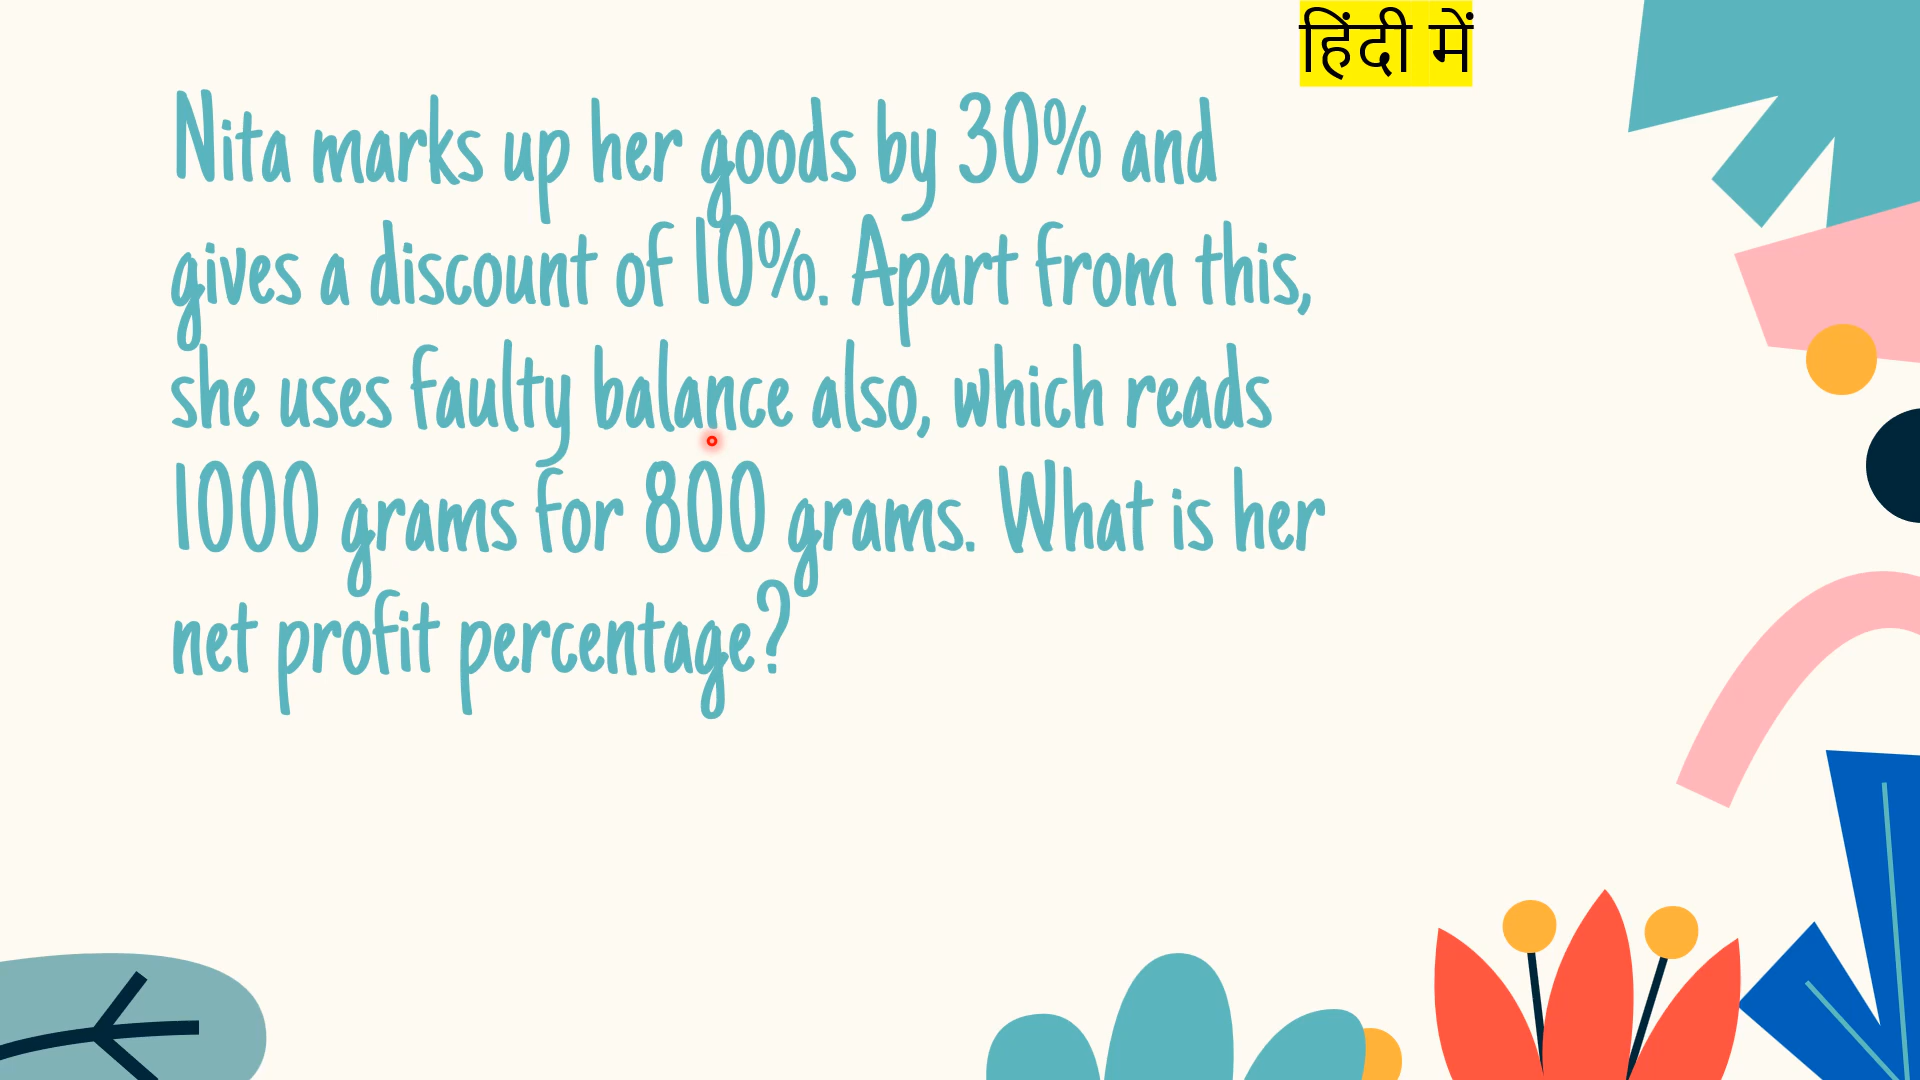 हिंदी में
Nita marks up her goods by 30% and
gives a discount of 10%. Apart from this,
she uses faulty balance also, which reads
1000 grams for 800 grams. What is her
net profit percentage?